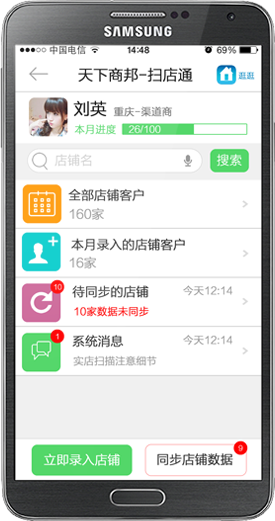 SAMSUNG
中国电信 14:48 69%
天下商邦-扫店通 逛逛
刘英 重庆-渠道商
本月进度 26/100
店铺名 搜索
全部店铺客户
160家
本月录入的店铺客户
16家
10
待同步的店铺 今天12:14
10家数据未同步
1
系统消息 今天12:14
实店扫描注意细节
9
立即录入店铺 同步店铺数据